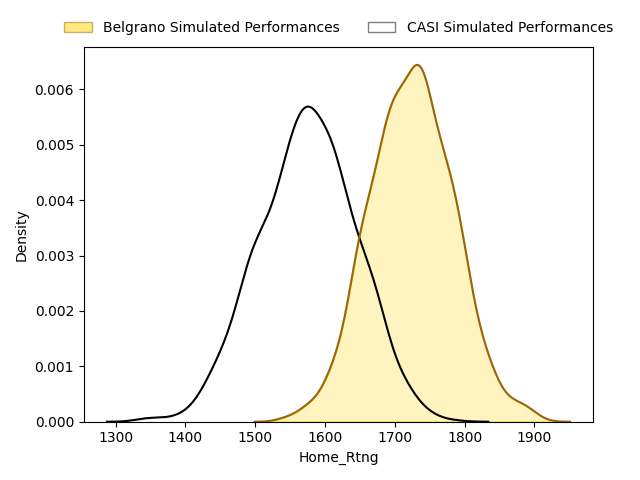 Belgrano Simulated Performances CASI Simulated Performances
0.006
0.005
0.004
0.003
0.002
0.001
0.000
Density
1300 1400 1500 1600 1700 1800 1900
Home_Rtng